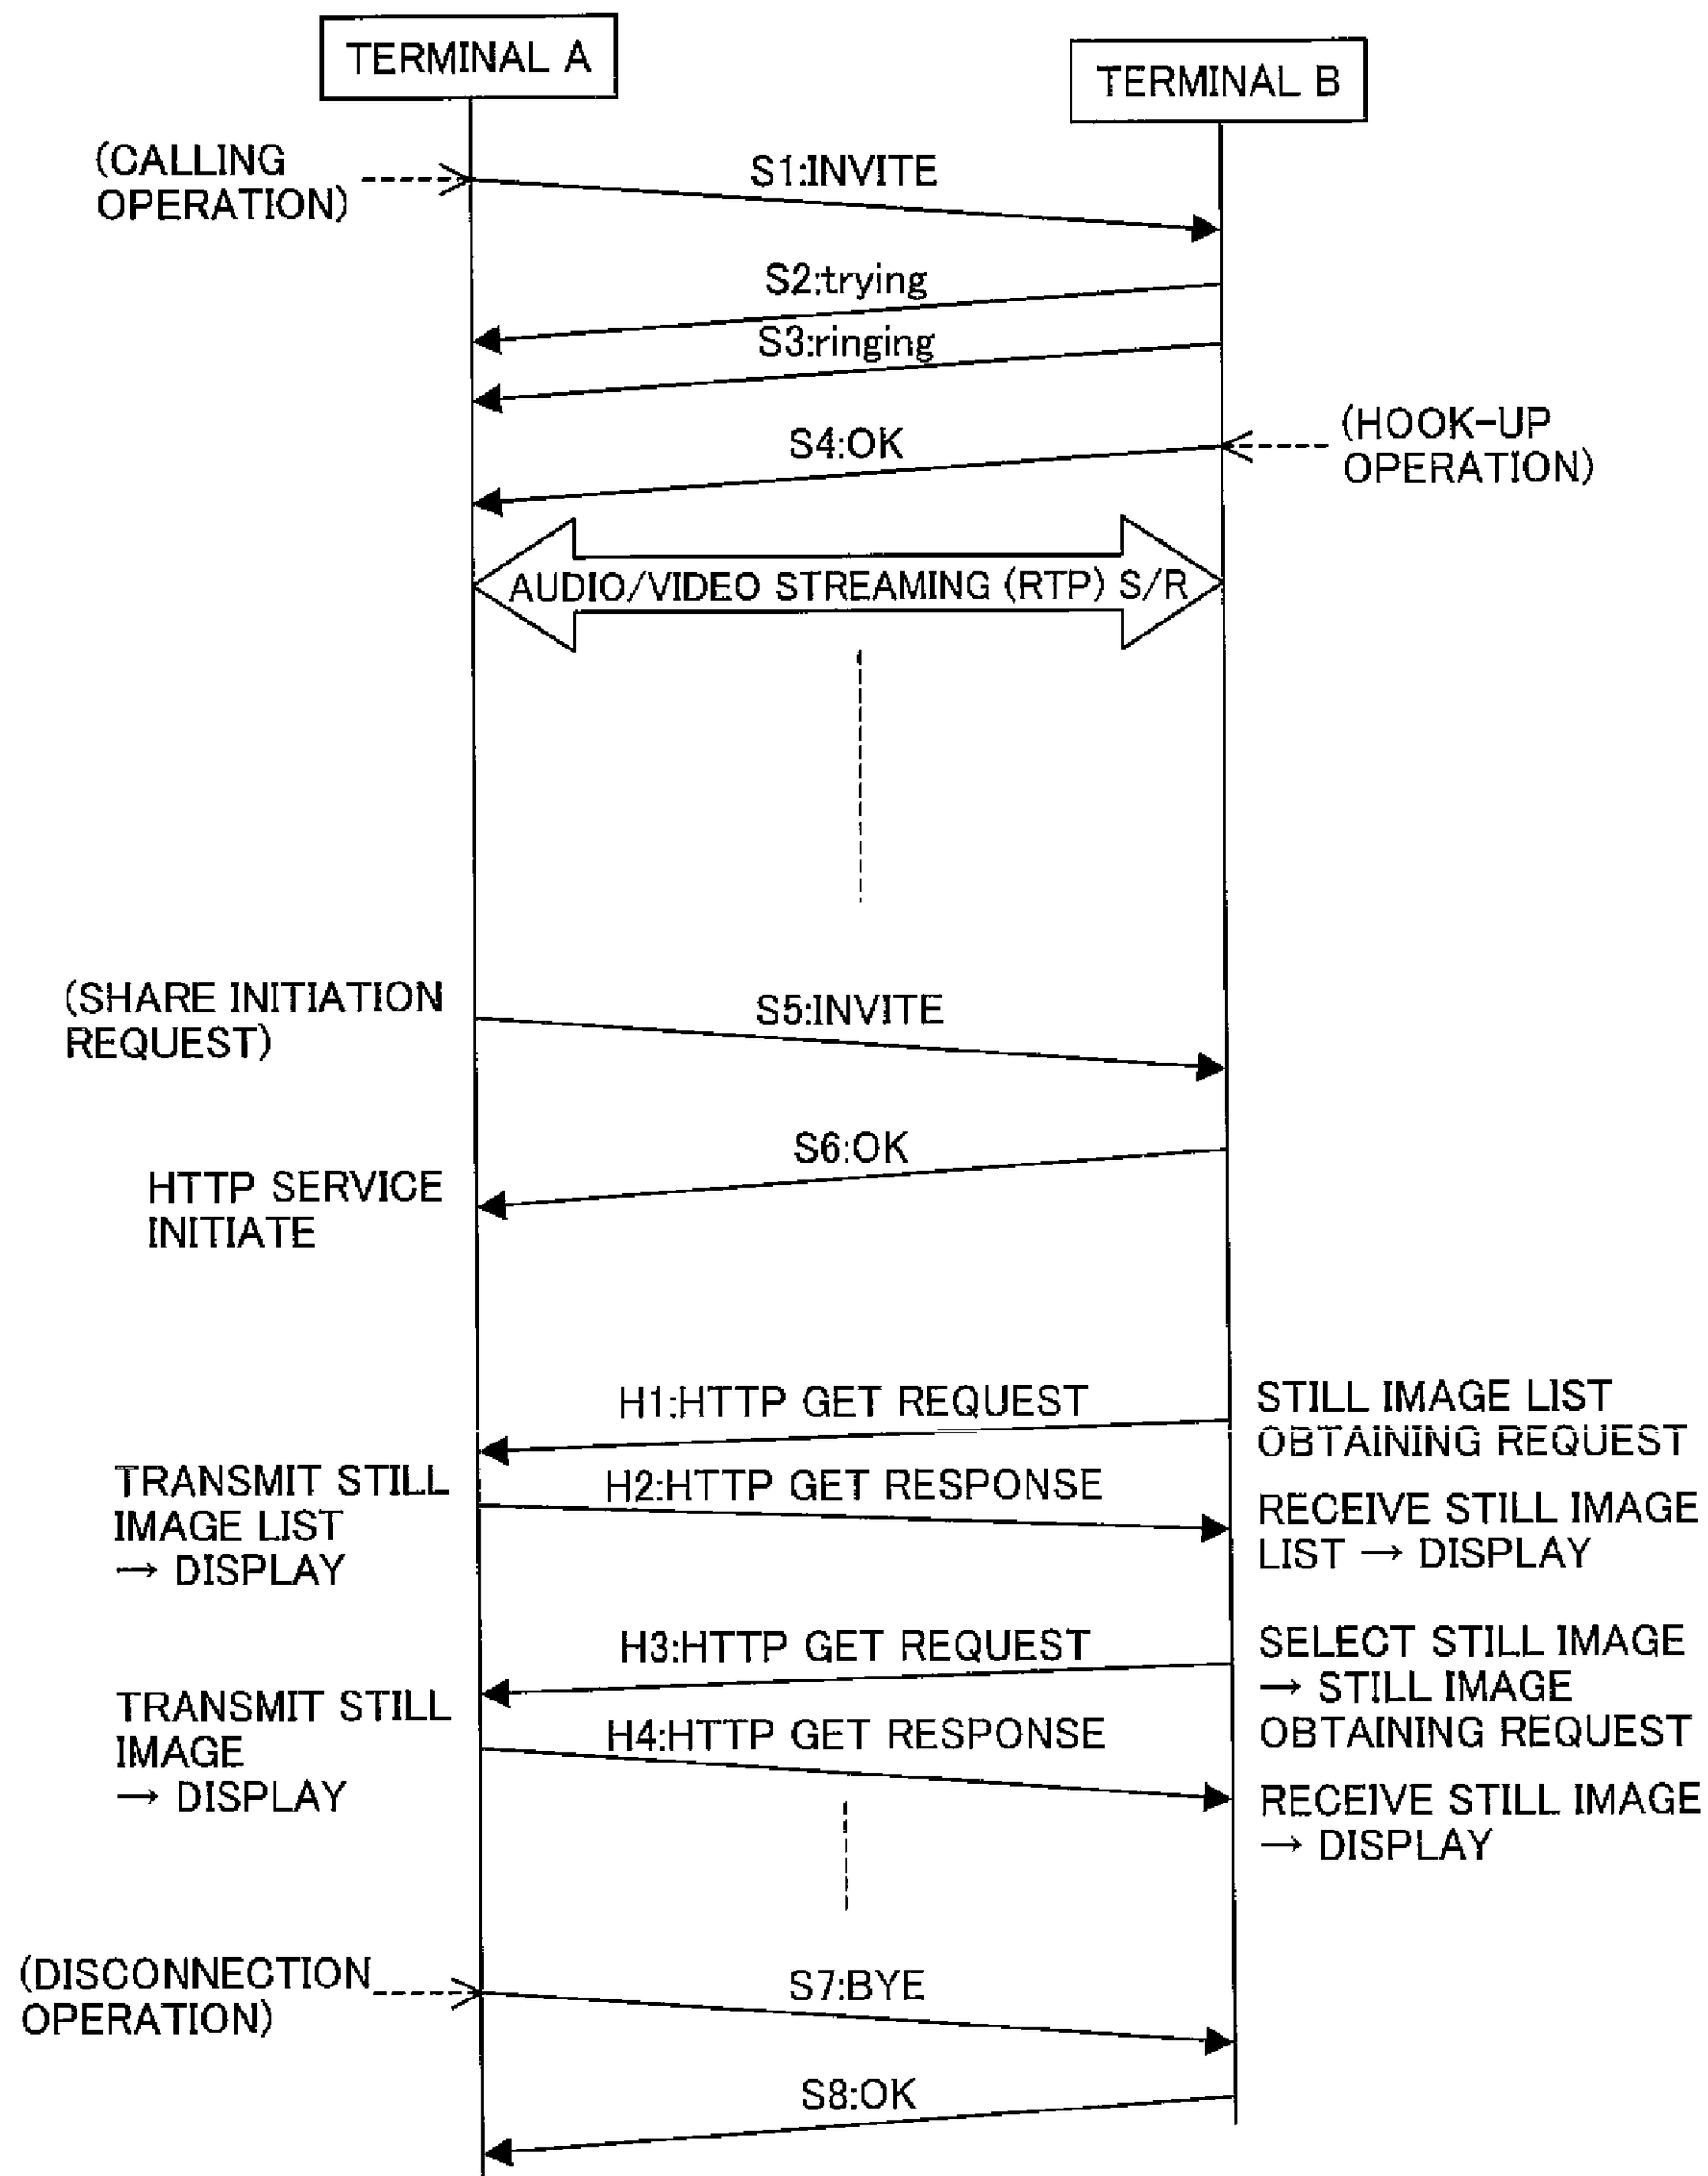 TERMINAL A
TERMINAL B
(CALLING
OPERATION)
S1:INVITE
S2:trying
S3:ringing
S4:OK
(HOOK-UP
OPERATION)
AUDIO/VIDEO STREAMING (RTP) S/R
(SHARE INITIATION
REQUEST)
S5:INVITE
S6:OK
HTTP SERVICE
INITIATE
H1:HTTP GET REQUEST
STILL IMAGE LIST
OBTAINING REQUEST
TRANSMIT STILL
IMAGE LIST
→ DISPLAY
H2:HTTP GET RESPONSE
RECEIVE STILL IMAGE
LIST → DISPLAY
H3:HTTP GET REQUEST
SELECT STILL IMAGE
→ STILL IMAGE
OBTAINING REQUEST
TRANSMIT STILL
IMAGE
→ DISPLAY
H4:HTTP GET RESPONSE
RECEIVE STILL IMAGE
→ DISPLAY
(DISCONNECTION
OPERATION)
S7:BYE
S8:OK